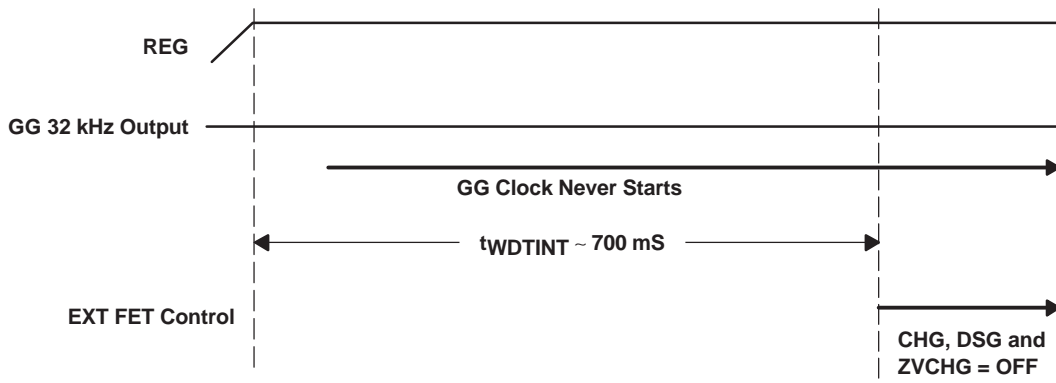 REG
GG 32 kHz Output
GG Clock Never Starts
tWDTINT ~ 700 mS
EXT FET Control
CHG, DSG and
ZVCHG = OFF